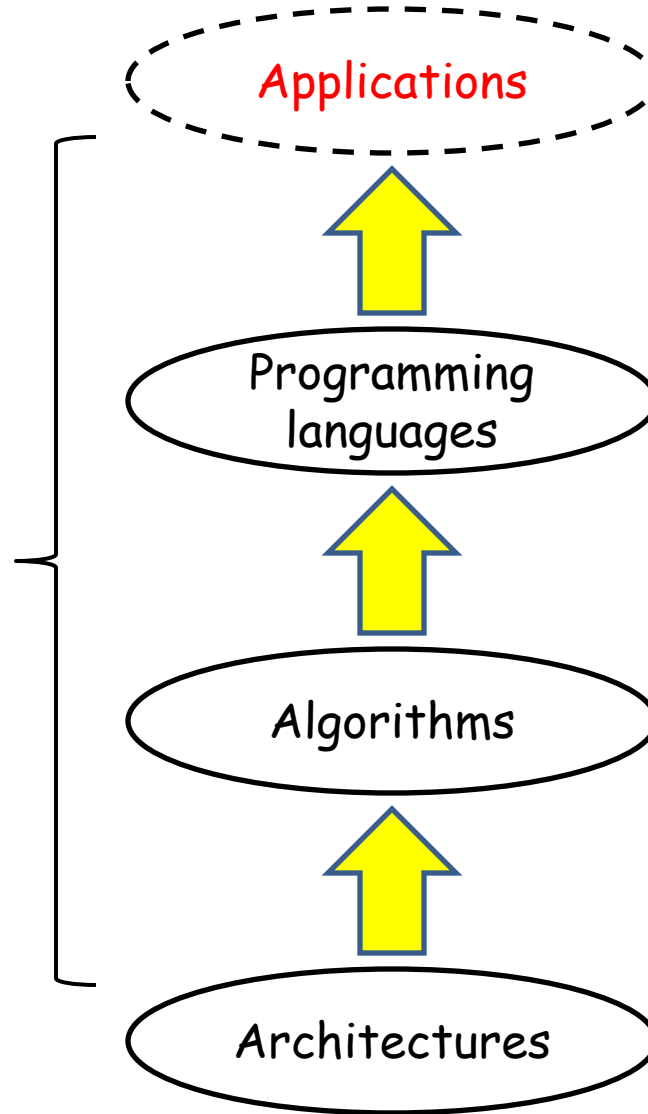 Applications
Programming
languages
Algorithms
Architectures